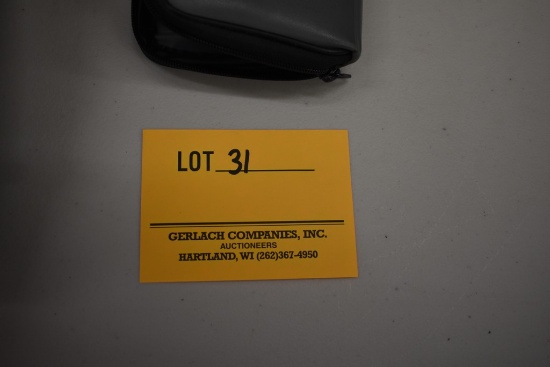 LOT 31
GERLACH COMPANIES, INC.
AUCTIONEERS
HARTLAND, WI (262)367-4950